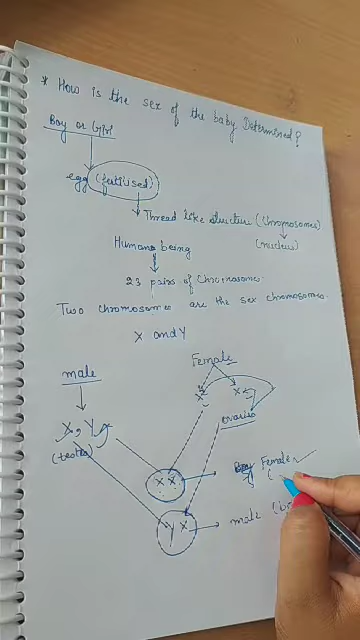 * How is the sex of the baby Determined?
Boy or Girl
egg (fertilised)
Thread like structure (chromosomes)
(nucleus)
Human being
23 pairs of chromosomes.
Two chromosomes are the sex chromosomes.
X and Y
male
Female
X, Y
X X
(testes)
ovaries
X X
Female
Y X
male